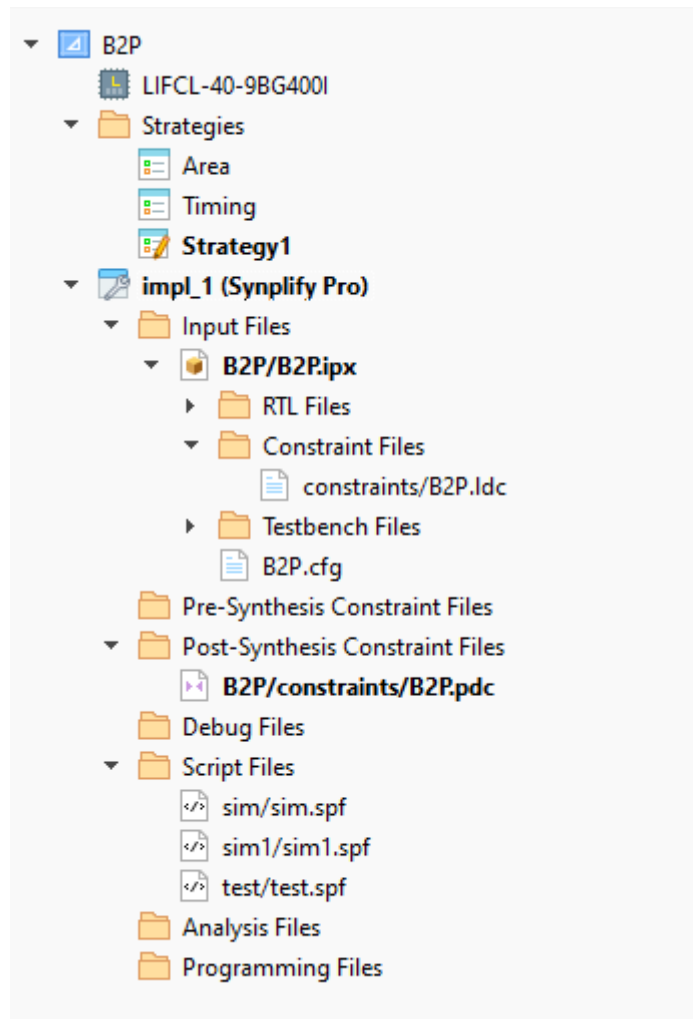 B2P
LIFCL-40-9BG400I
Strategies
Area
Timing
Strategy1
impl_1 (Synplify Pro)
Input Files
B2P/B2P.ipx
RTL Files
Constraint Files
constraints/B2P.ldc
Testbench Files
B2P.cfg
Pre-Synthesis Constraint Files
Post-Synthesis Constraint Files
B2P/constraints/B2P.pdc
Debug Files
Script Files
sim/sim.spf
sim1/sim1.spf
test/test.spf
Analysis Files
Programming Files